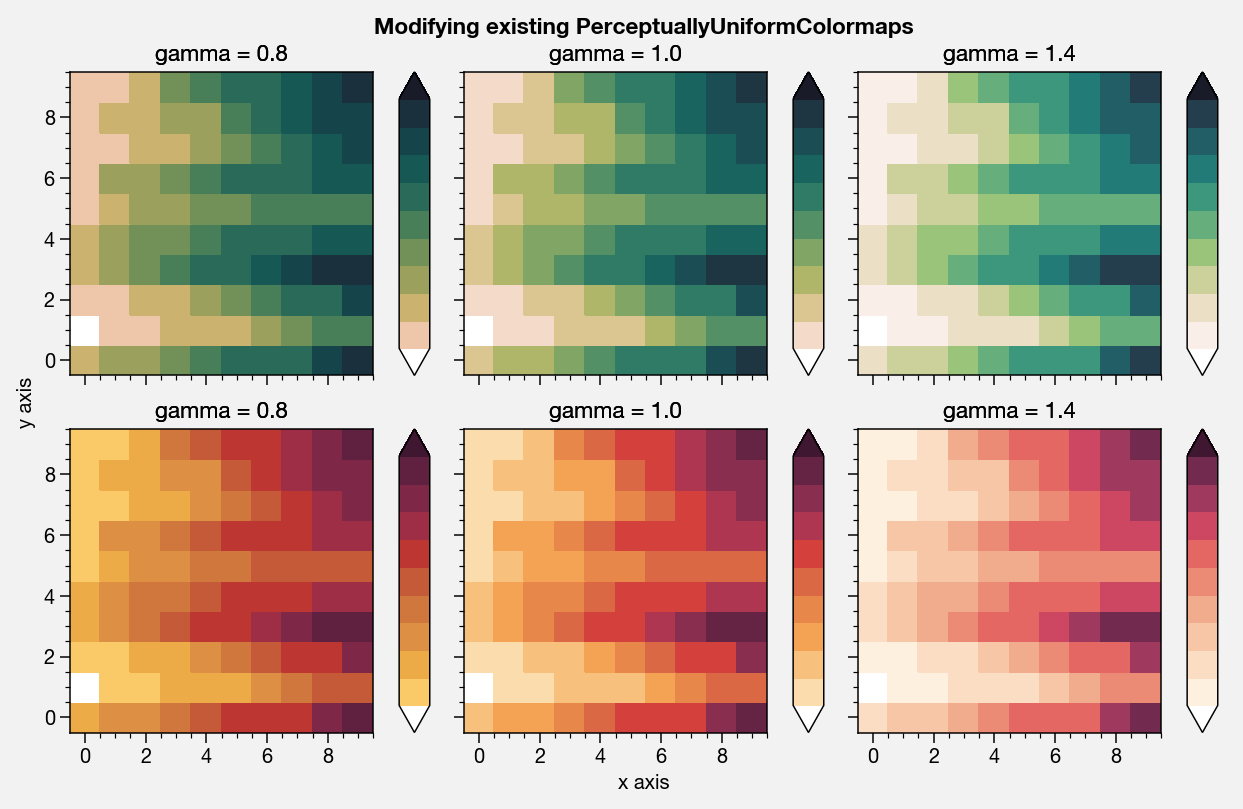 Modifying existing PerceptuallyUniformColormaps
gamma = 0.8 gamma = 1.0 gamma = 1.4
8
6
4
2
0
y axis
gamma = 0.8 gamma = 1.0 gamma = 1.4
8
6
4
2
0
0 2 4 6 8 0 2 4 6 8 0 2 4 6 8
x axis